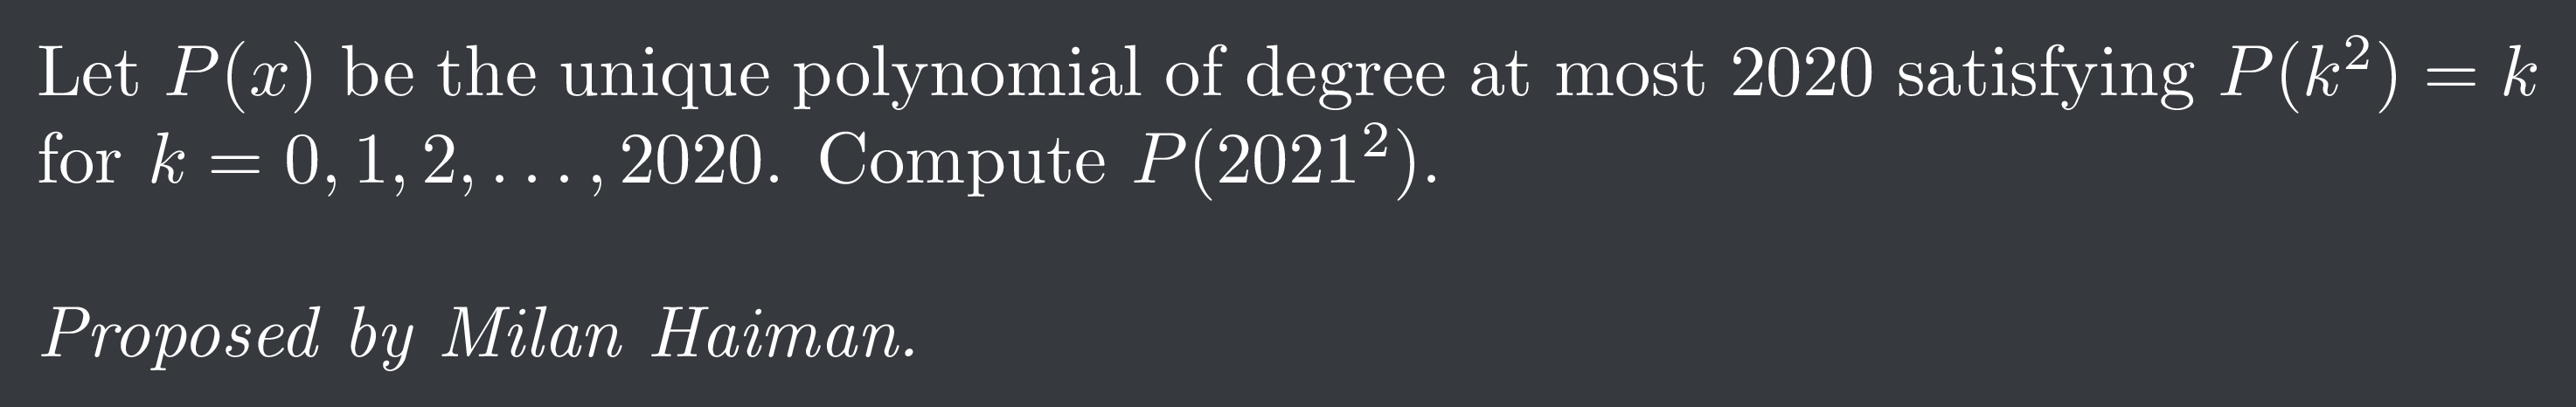 Let $P(x)$ be the unique polynomial of degree at most 2020 satisfying $P(k^2) = k$
for $k = 0, 1, 2, \ldots, 2020$. Compute $P(2021^2)$.
Proposed by Milan Haiman.